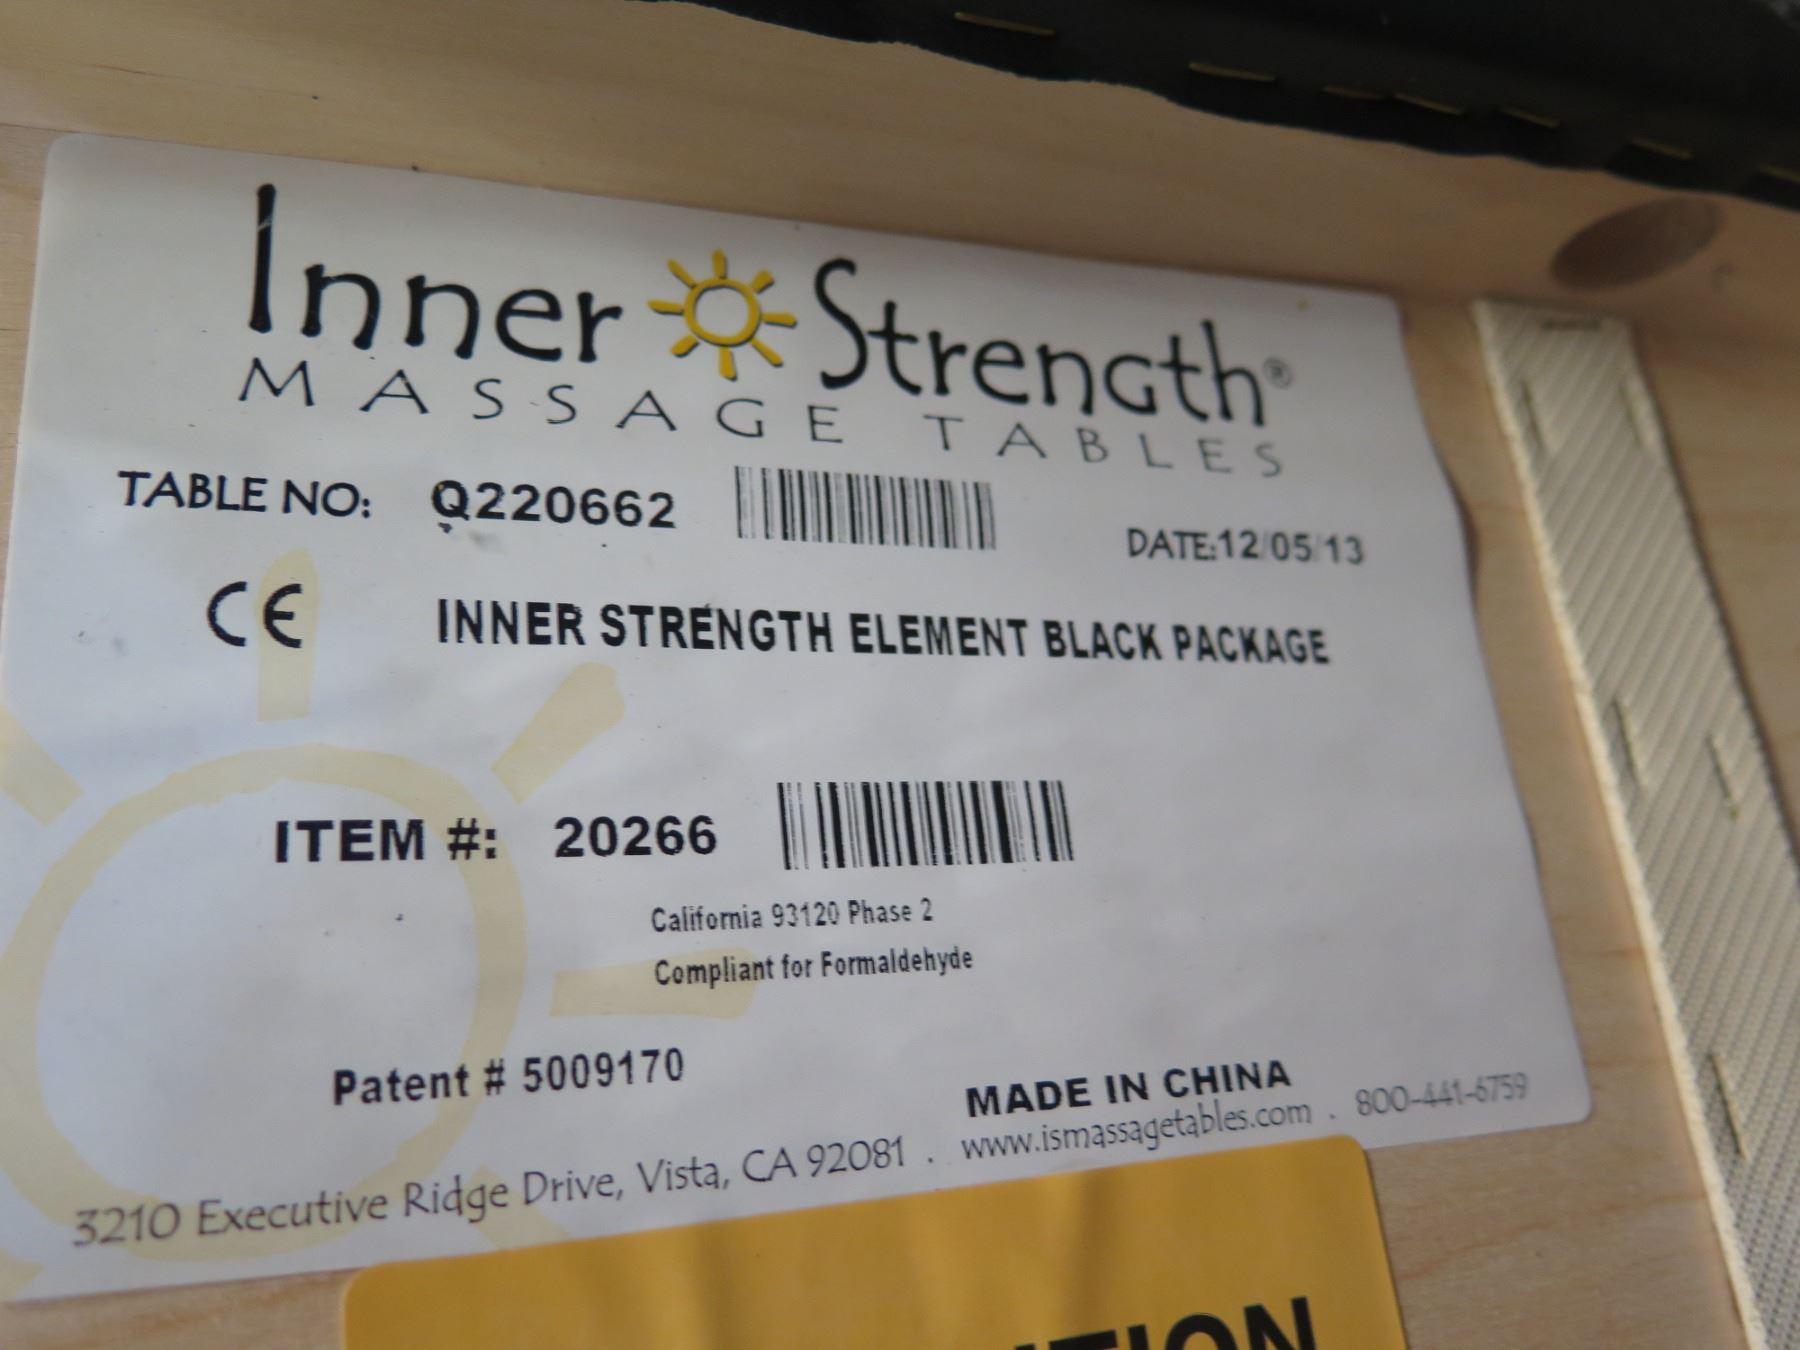 Inner Strength®
MASSAGE TABLES
TABLE NO: Q220662
DATE:12/05/13
CE INNER STRENGTH ELEMENT BLACK PACKAGE
ITEM #: 20266
California 93120 Phase 2
Compliant for Formaldehyde
Patent # 5009170
MADE IN CHINA
3210 Executive Ridge Drive, Vista, CA 92081 . www.ismassagetables.com . 800-441-6759